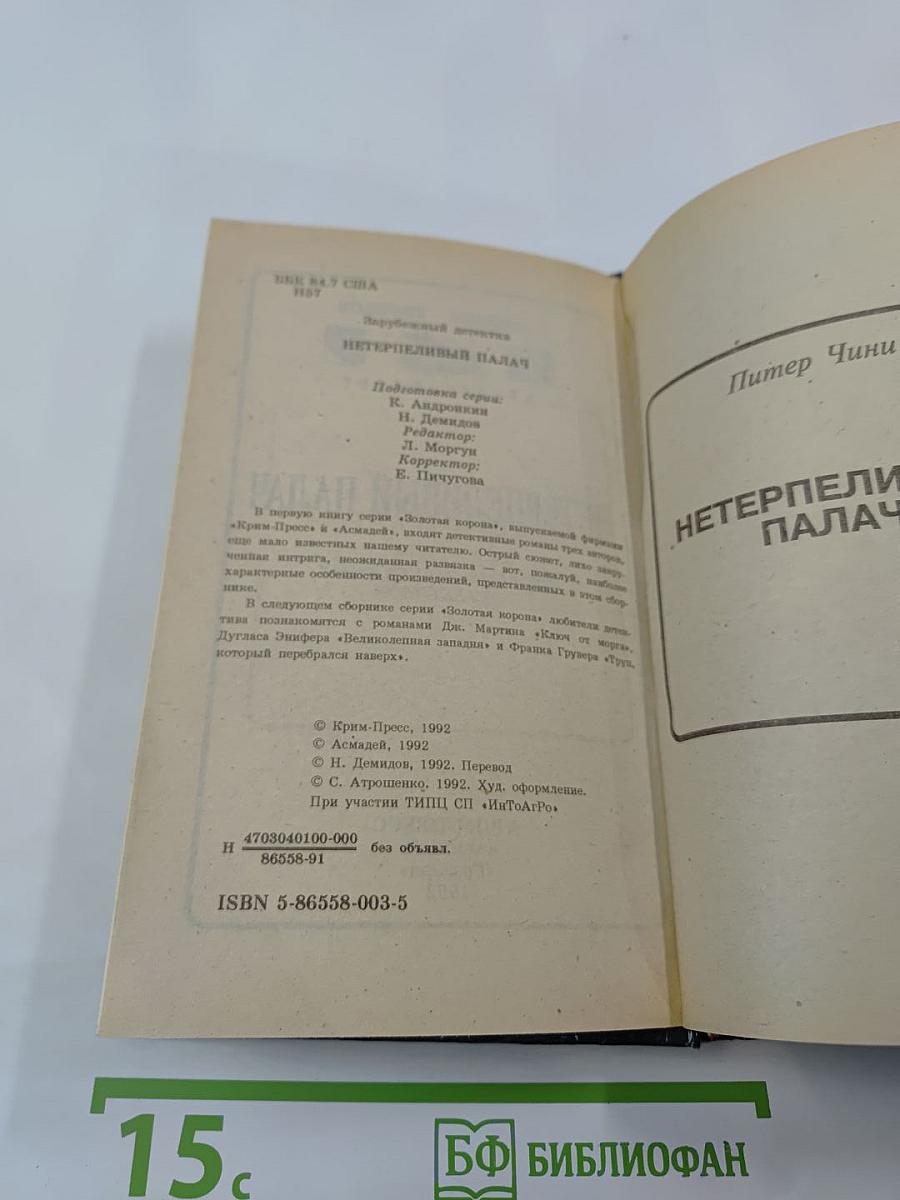 ББК 84.7 США
Н57
Зарубежный детектив
НЕТЕРПЕЛИВЫЙ ПАЛАЧ
Подготовка серии:
К. Андронкин
Н. Демидов
Редактор:
Л. Моргун
Корректор:
Е. Пичугова
В первую книгу серии «Золотая корона», выпускаемой фирмами
«Крим-Пресс» и «Асмадей», входят детективные романы трех авторов,
еще мало известных нашему читателю. Острый сюжет, лихо закру-
ченная интрига, неожиданная развязка — вот, пожалуй, наиболее
характерные особенности произведений, представленных в этом сбор-
нике.
В следующем сборнике серии «Золотая корона» любители детек-
тива познакомятся с романами Дж. Мартина «Ключ от морга»,
Дугласа Энифера «Великолепная западня» и Франка Грувера «Труп,
который перебрался наверх».
© Крим-Пресс, 1992
© Асмадей, 1992
© Н. Демидов, 1992. Перевод
© С. Атрошенко. 1992. Худ. оформление.
При участии ТИПЦ СП «ИнТоАгРо»
Н 4703040100-000
86558-91
без объявл.
ISBN 5-86558-003-5
Питер Чини
НЕТЕРПЕЛИ
ПАЛАЧ
15 с
БФ БИБЛИОФАН